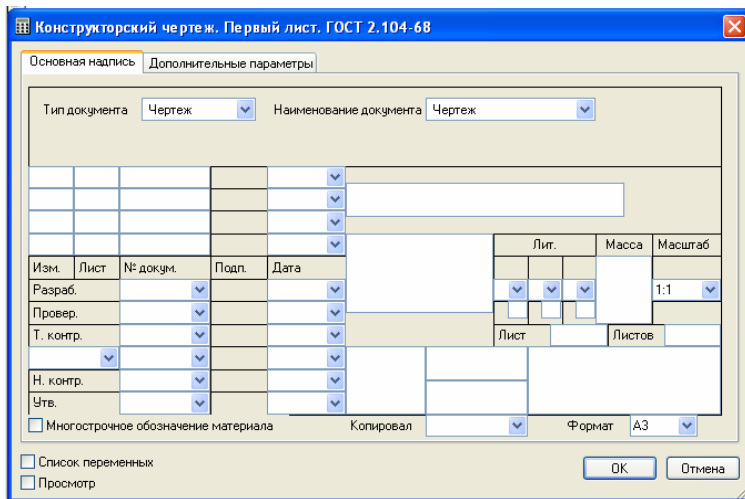 Конструкторский чертеж. Первый лист. ГОСТ 2.104-68
Основная надпись Дополнительные параметры
Тип документа Чертеж Наименование документа Чертеж
Лит. Масса Масштаб
Изм. Лист № докум. Подп. Дата
Разраб. 1:1
Провер.
Т. контр. Лист Листов
Н. контр.
Утв.
Многострочное обозначение материала Копировал Формат А3
Список переменных
Просмотр
OK Отмена